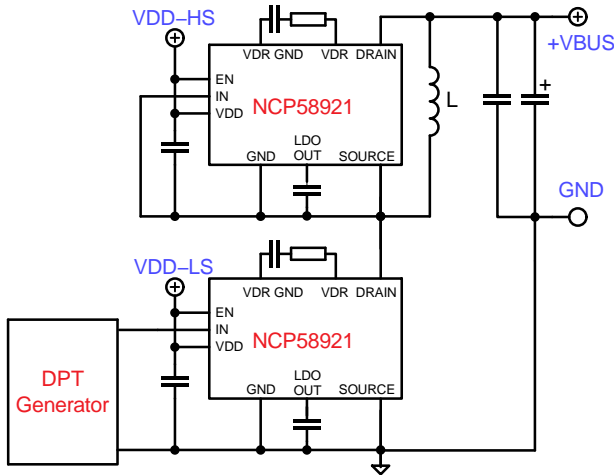 VDD–HS
VDR GND VDR DRAIN
+VBUS
EN
IN
VDD
NCP58921
L
+
LDO
GND OUT SOURCE
GND
VDD–LS
VDR GND VDR DRAIN
EN
IN
VDD
NCP58921
LDO
GND OUT SOURCE
DPT
Generator